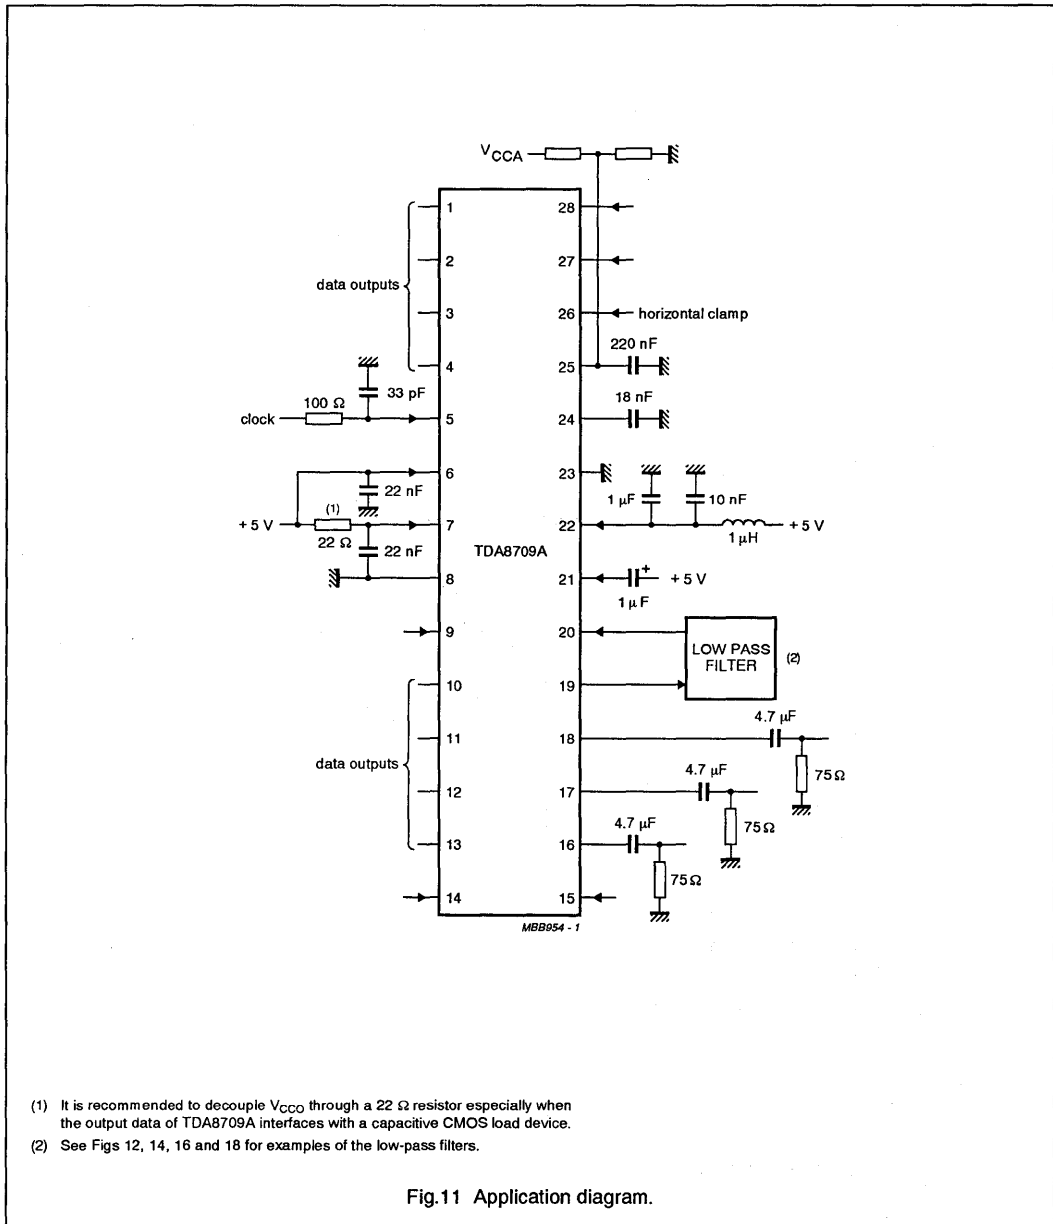 VCCA
1 28
2 27
data outputs
3 26 horizontal clamp
220 nF
4 25
33 pF
18 nF
100 Ω
clock 5 24
6 23
22 nF 1 µF 10 nF
(1)
+ 5 V 7 22 + 5 V
22 Ω 1 µH
22 nF TDA8709A
8 21 + + 5 V
1 µF
9 20
LOW PASS
FILTER (2)
10 19
4.7 µF
11 18
data outputs 4.7 µF 75 Ω
12 17
4.7 µF 75 Ω
13 16
75 Ω
14 15
MBB954 - 1
(1) It is recommended to decouple VCCO through a 22 Ω resistor especially when
the output data of TDA8709A interfaces with a capacitive CMOS load device.
(2) See Figs 12, 14, 16 and 18 for examples of the low-pass filters.
Fig.11 Application diagram.